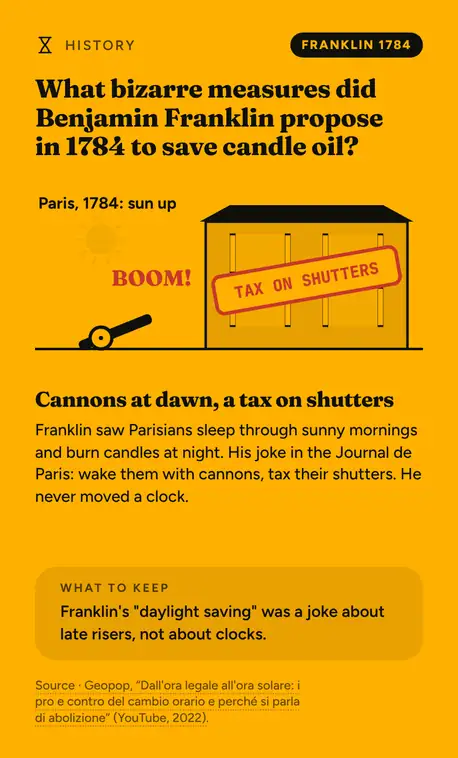 HISTORY
FRANKLIN 1784
What bizarre measures did
Benjamin Franklin propose
in 1784 to save candle oil?
Paris, 1784: sun up
BOOM!
TAX ON SHUTTERS
Cannons at dawn, a tax on shutters
Franklin saw Parisians sleep through sunny mornings
and burn candles at night. His joke in the Journal de
Paris: wake them with cannons, tax their shutters. He
never moved a clock.
WHAT TO KEEP
Franklin's "daylight saving" was a joke about
late risers, not about clocks.
Source · Geopop, “Dall'ora legale all'ora solare: i
pro e contro del cambio orario e perché si parla
di abolizione” (YouTube, 2022).